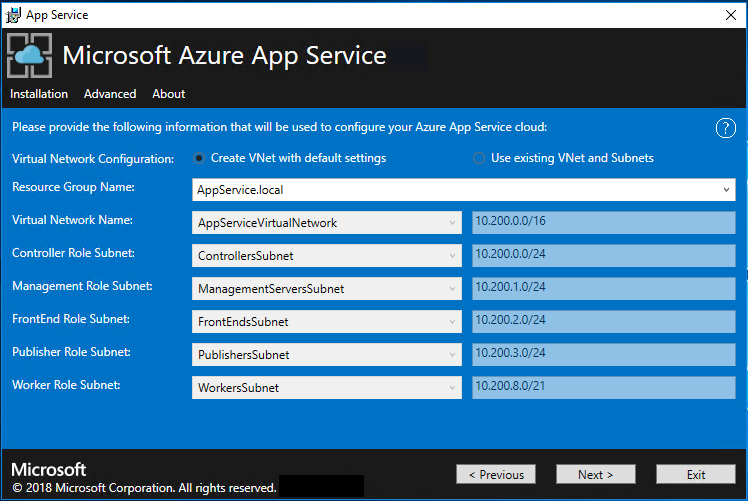 App Service
Microsoft Azure App Service
Installation Advanced About
Please provide the following information that will be used to configure your Azure App Service cloud: ?
Virtual Network Configuration: Create VNet with default settings Use existing VNet and Subnets
Resource Group Name: AppService.local
Virtual Network Name: AppServiceVirtualNetwork 10.200.0.0/16
Controller Role Subnet: ControllersSubnet 10.200.0.0/24
Management Role Subnet: ManagementServersSubnet 10.200.1.0/24
FrontEnd Role Subnet: FrontEndsSubnet 10.200.2.0/24
Publisher Role Subnet: PublishersSubnet 10.200.3.0/24
Worker Role Subnet: WorkersSubnet 10.200.8.0/21
Microsoft
© 2018 Microsoft Corporation. All rights reserved.
< Previous Next > Exit